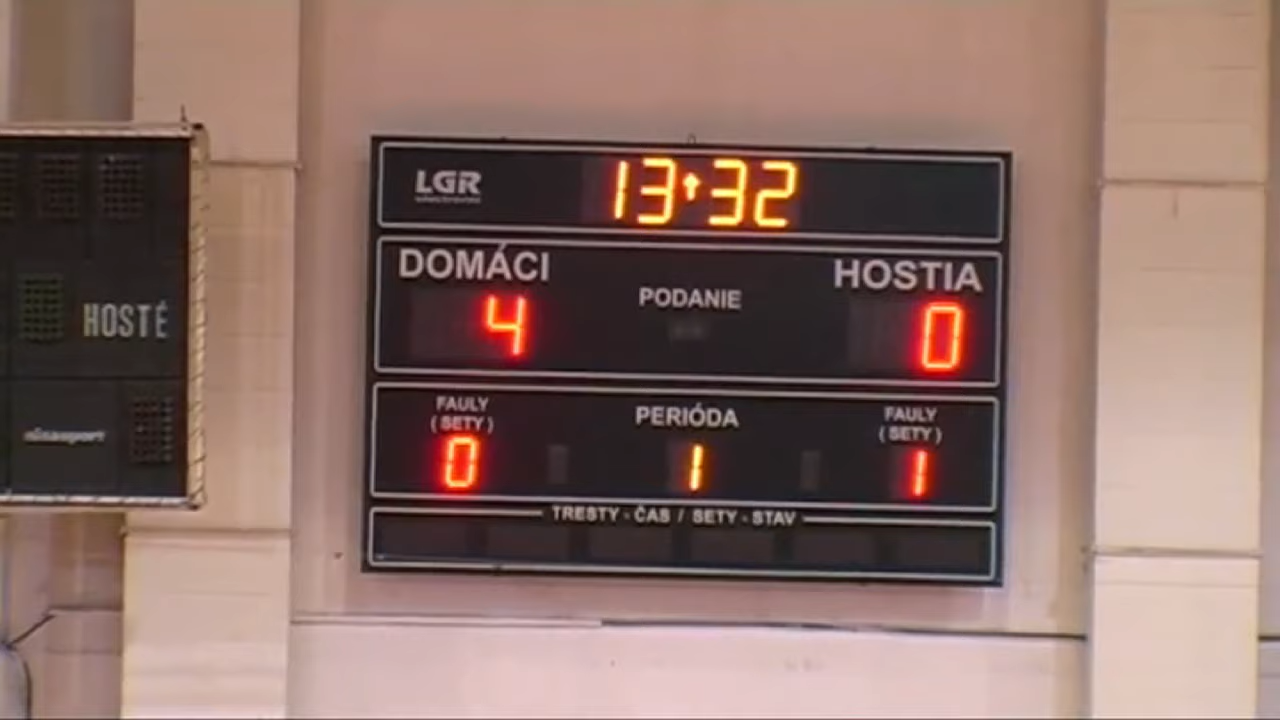 LGR
13:32
DOMÁCI
HOSTIA
PODANIE
4
0
FAULY
(SETY)
PERIÓDA
FAULY
(SETY)
0
1
1
TRESTY - ČAS / SETY - STAV
HOSTÉ